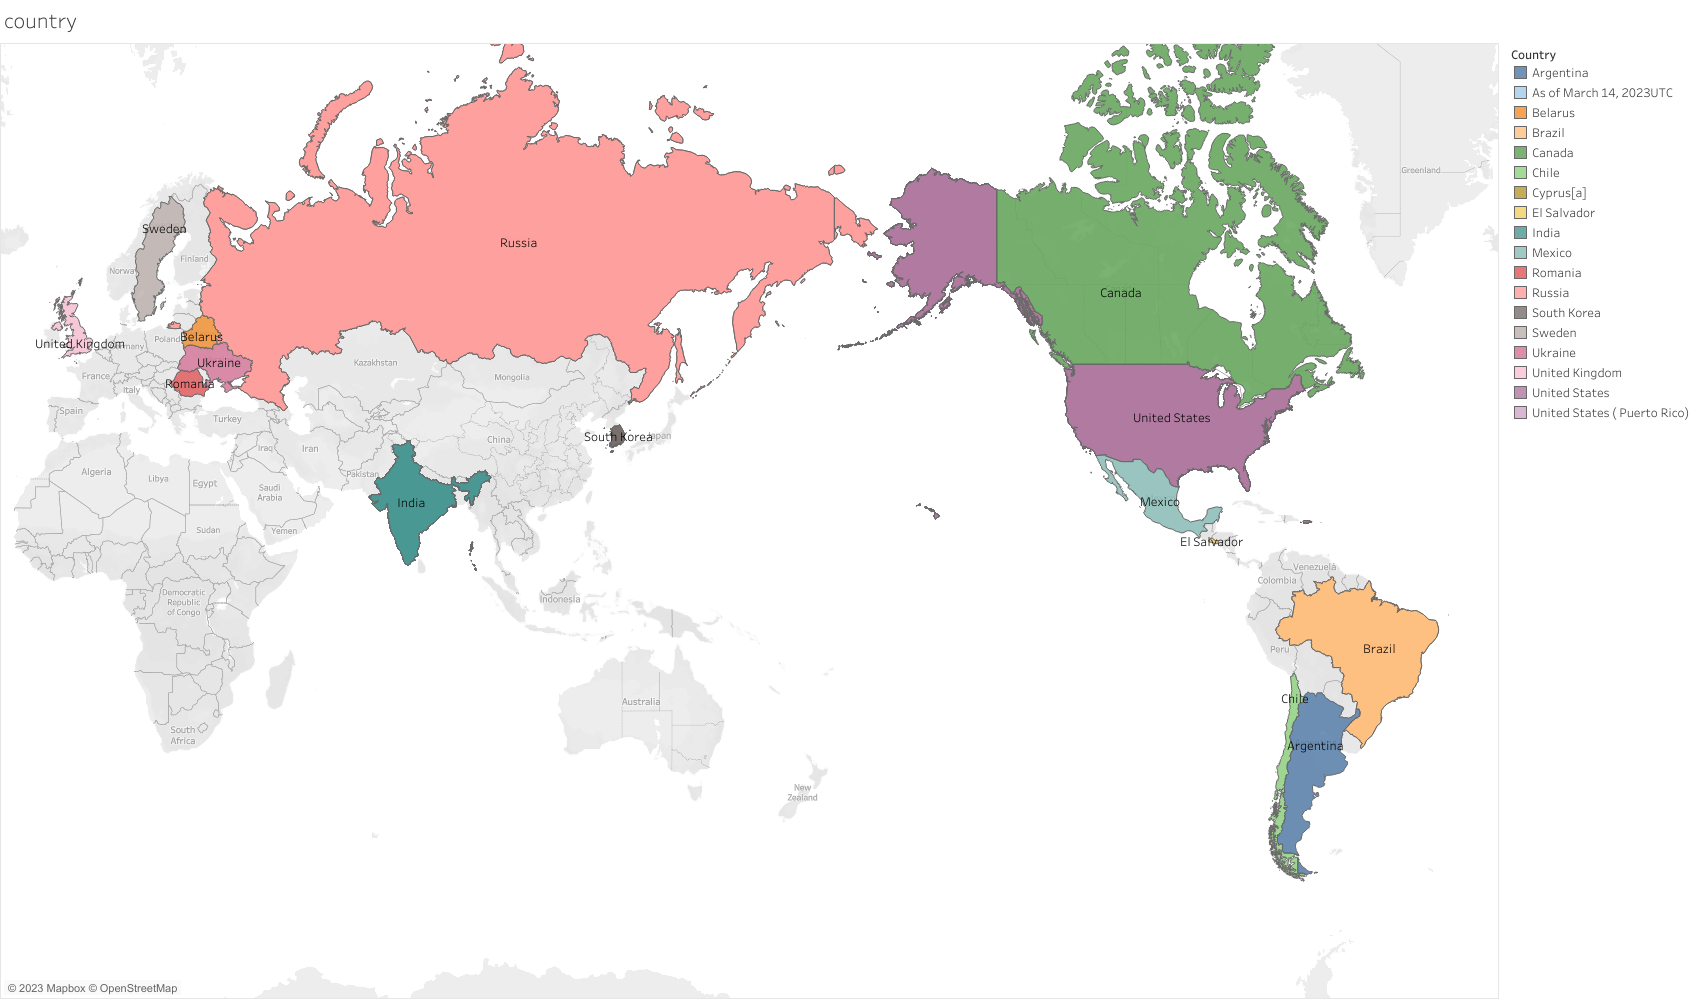 country
Country
Argentina
As of March 14, 2023UTC
Belarus
Brazil
Canada
Chile
Cyprus[a]
El Salvador
India
Mexico
Romania
Russia
South Korea
Sweden
Ukraine
United Kingdom
United States
United States ( Puerto Rico)
Greenland
Sweden
Russia
Finland
Norwa
Canada
Belarus
Poland
United Kingdom
many
Ukraine
Kazakhstan
Mongolia
France
Romania
Italy
Spain
Turkey
United States
South Korea
Japan
China
Iraq
Iran
Algeria
Libya
Egypt
Pakistan
Saudi
Arabia
India
Mexico
Sudan
Yemen
El Salvador
Venezuela
Colombia
Democratic
Republic
of Congo
Indonesia
Peru
Brazil
Australia
Chile
South
Africa
Argentina
New
Zealand
© 2023 Mapbox © OpenStreetMap